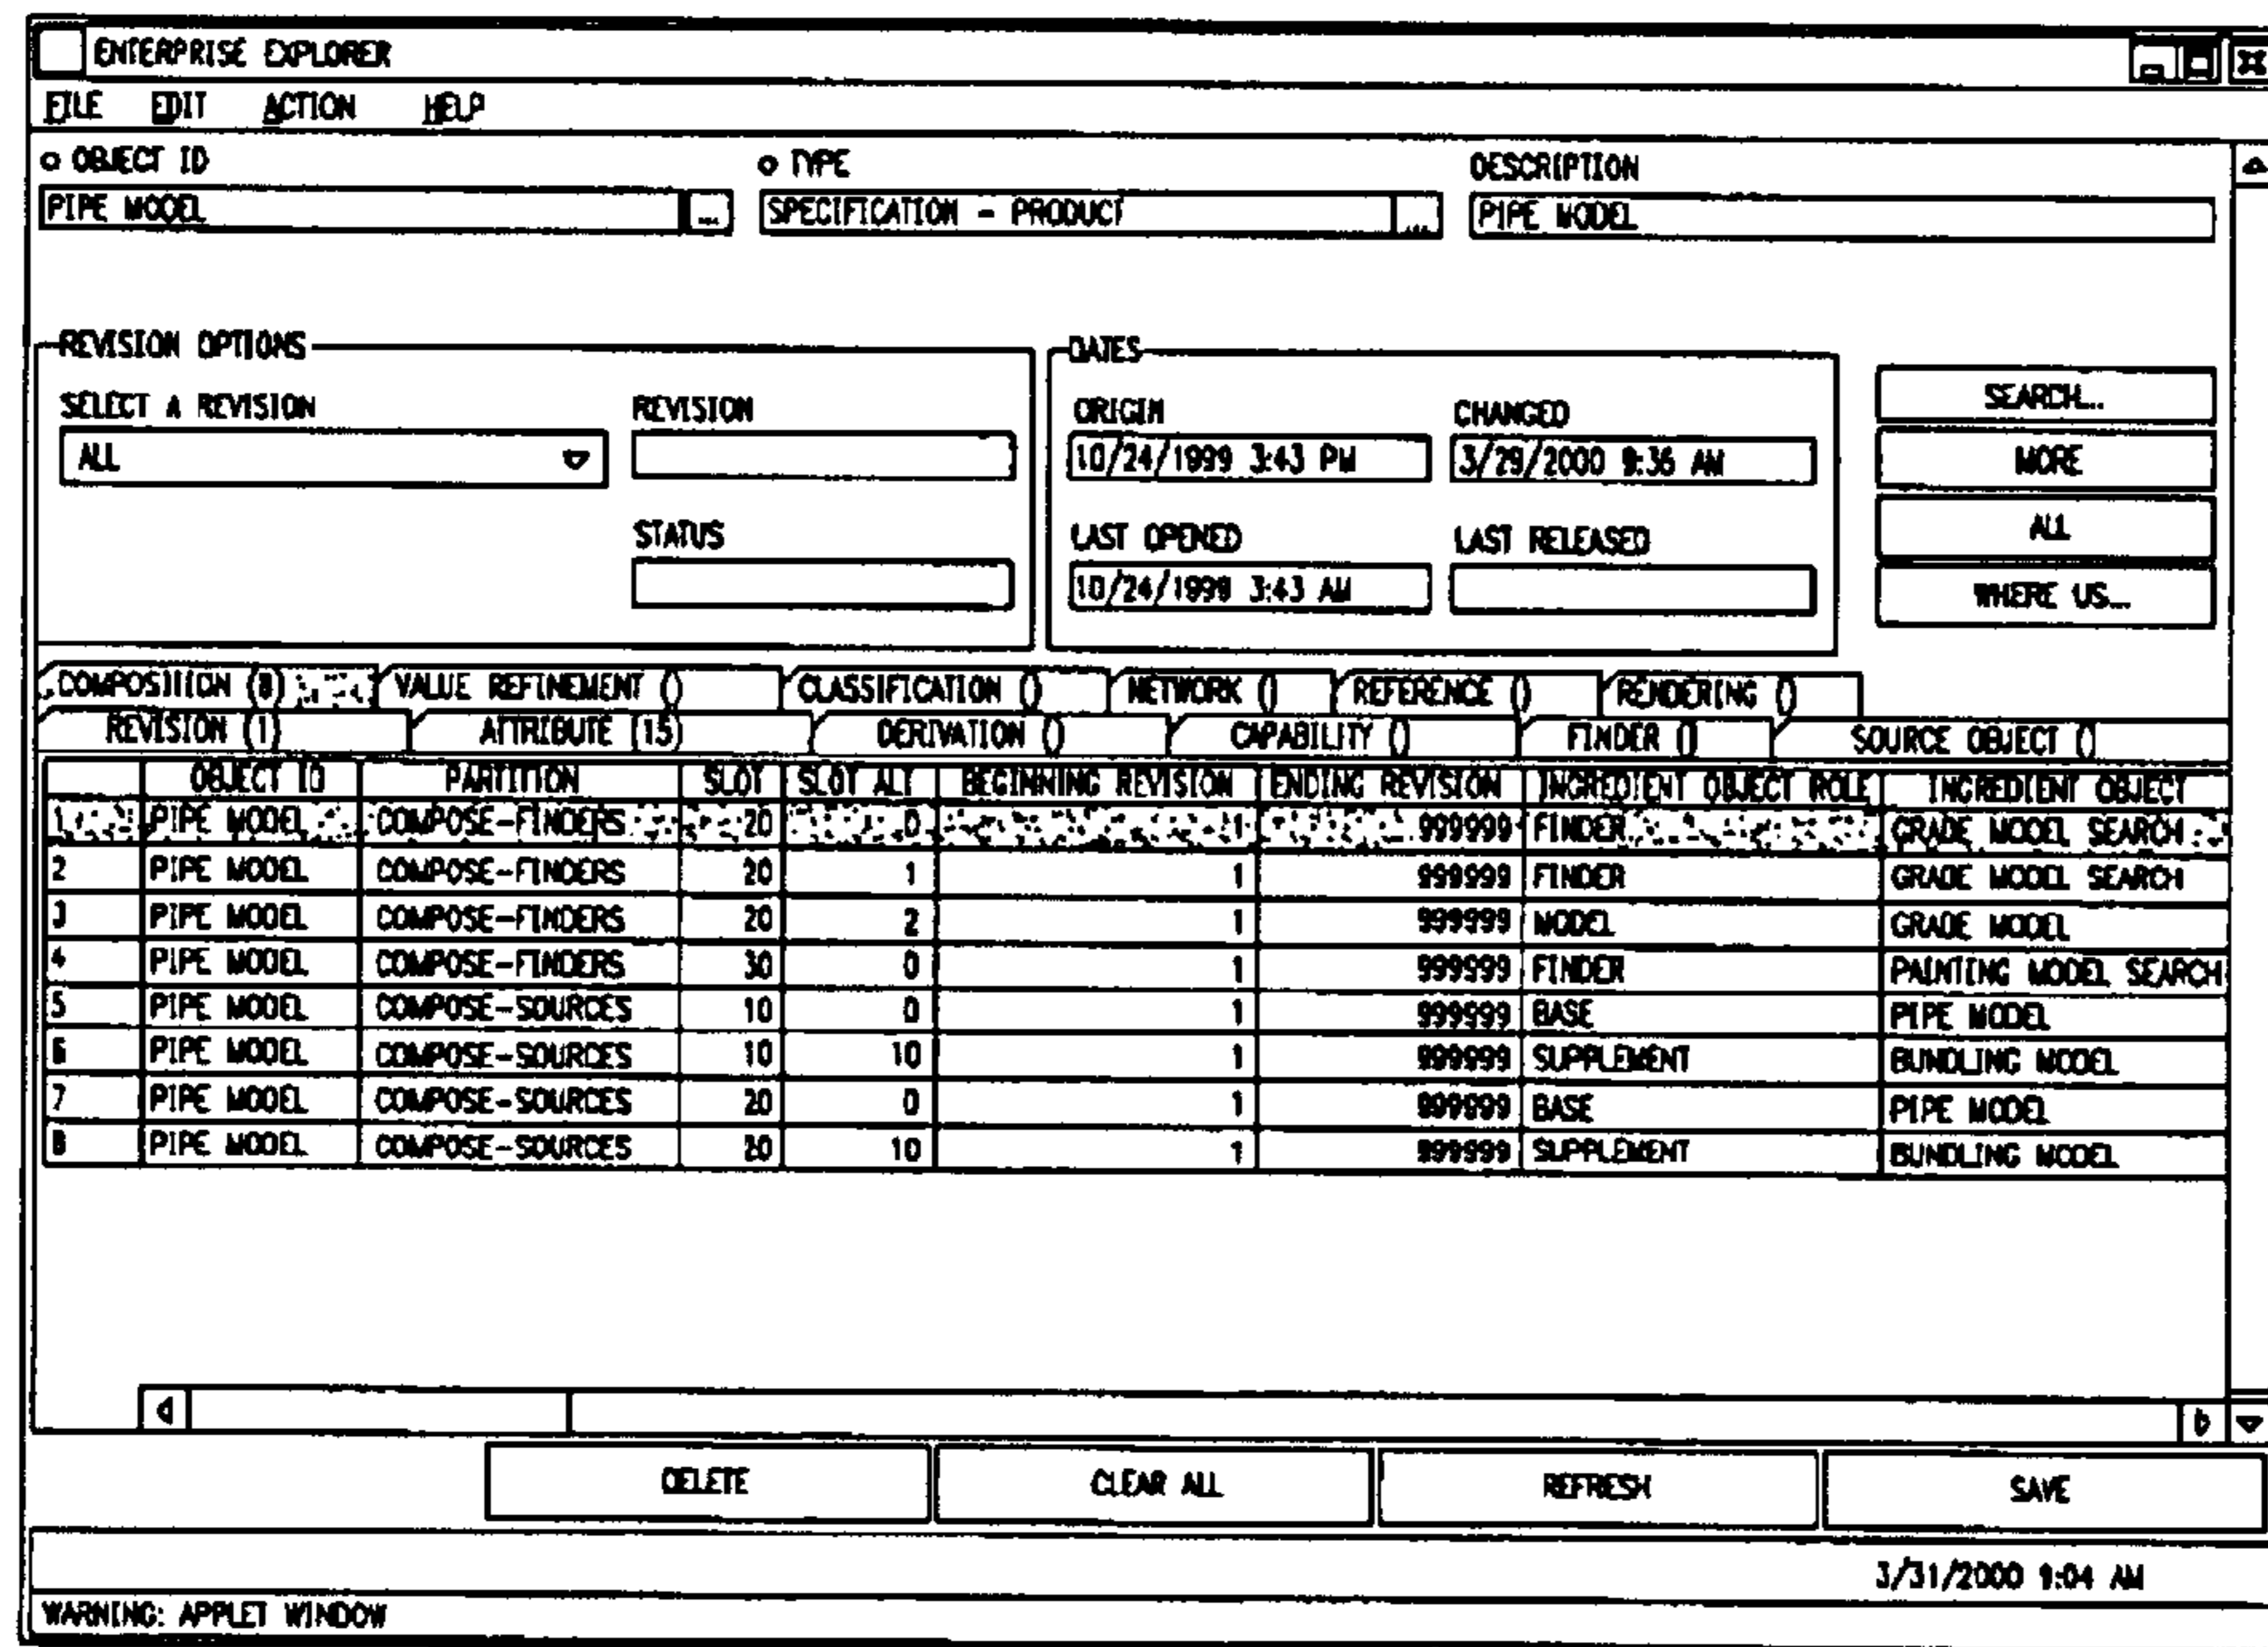 ENTERPRISE EXPLORER
FILE EDIT ACTION HELP
OBJECT ID TYPE DESCRIPTION
PIPE MODEL ... SPECIFICATION - PRODUCT ... PIPE MODEL
REVISION OPTIONS DATES
SELECT A REVISION REVISION ORIGIN CHANGED SEARCH...
ALL 10/24/1999 3:43 PM 3/29/2000 9:36 AM MORE
STATUS LAST OPENED LAST RELEASED ALL
10/24/1999 3:43 AM WHERE US...
COMPOSITION (8) VALUE REFINEMENT () CLASSIFICATION () NETWORK () REFERENCE () RENDERING ()
REVISION (1) ATTRIBUTE (15) DERIVATION () CAPABILITY () FINDER () SOURCE OBJECT ()
OBJECT ID PARTITION SLOT SLOT ALT BEGINNING REVISION ENDING REVISION INGREDIENT OBJECT ROLE INGREDIENT OBJECT
1 PIPE MODEL COMPOSE-FINDERS 20 0 1 999999 FINDER GRADE MODEL SEARCH
2 PIPE MODEL COMPOSE-FINDERS 20 1 1 999999 FINDER GRADE MODEL SEARCH
3 PIPE MODEL COMPOSE-FINDERS 20 2 1 999999 MODEL GRADE MODEL
4 PIPE MODEL COMPOSE-FINDERS 30 0 1 999999 FINDER PAINTING MODEL SEARCH
5 PIPE MODEL COMPOSE-SOURCES 10 0 1 999999 BASE PIPE MODEL
6 PIPE MODEL COMPOSE-SOURCES 10 10 1 999999 SUPPLEMENT BUNDLING MODEL
7 PIPE MODEL COMPOSE-SOURCES 20 0 1 999999 BASE PIPE MODEL
8 PIPE MODEL COMPOSE-SOURCES 20 10 1 999999 SUPPLEMENT BUNDLING MODEL
DELETE CLEAR ALL REFRESH SAVE
3/31/2000 9:04 AM
WARNING: APPLET WINDOW